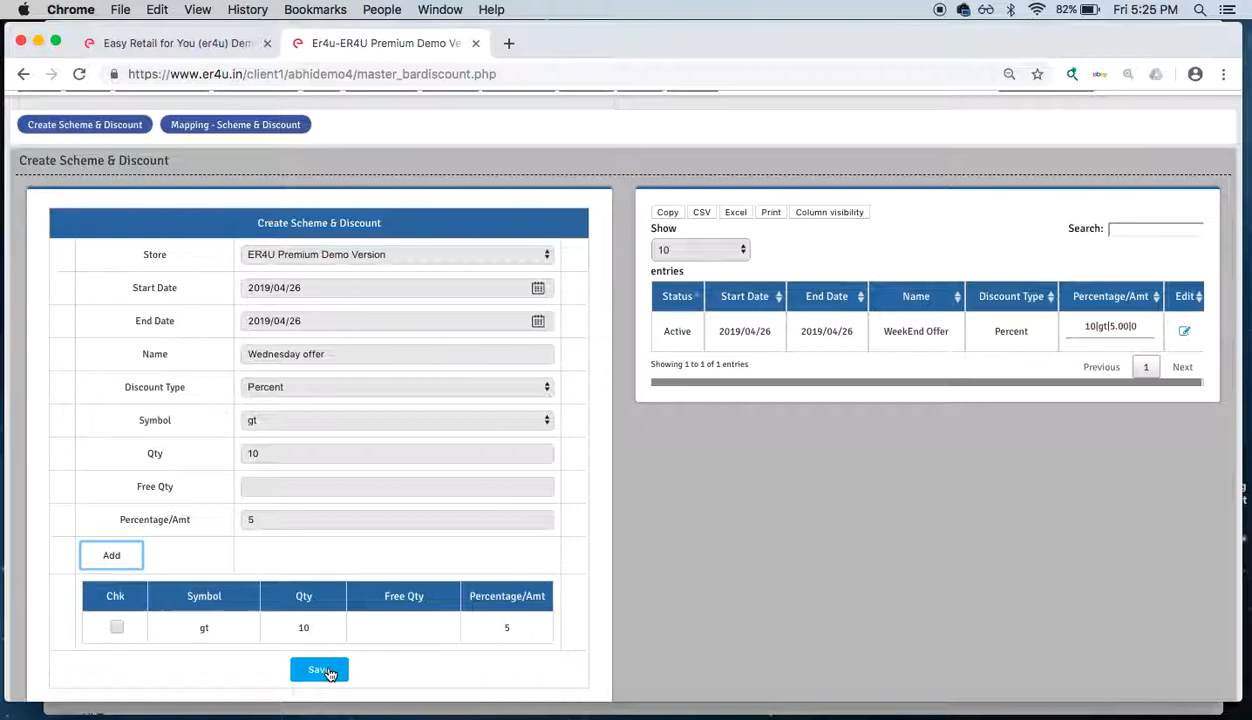 Chrome File Edit View History Bookmarks People Window Help 82% Fri 5:25 PM
Easy Retail for You (er4u) Dem × Er4u-ER4U Premium Demo Ve × +
https://www.er4u.in/client1/abhidemo4/master_bardiscount.php
ebay
Create Scheme & Discount Mapping - Scheme & Discount
Create Scheme & Discount
Create Scheme & Discount
Store ER4U Premium Demo Version
Start Date 2019/04/26
End Date 2019/04/26
Name Wednesday offer
Discount Type Percent
Symbol gt
Qty 10
Free Qty
Percentage/Amt 5
Add
Chk Symbol Qty Free Qty Percentage/Amt
gt 10 5
Save
Copy CSV Excel Print Column visibility
Show Search:
10
entries
Status Start Date End Date Name Discount Type Percentage/Amt Edit
Active 2019/04/26 2019/04/26 WeekEnd Offer Percent 10|gt|5.00|0
Showing 1 to 1 of 1 entries Previous 1 Next